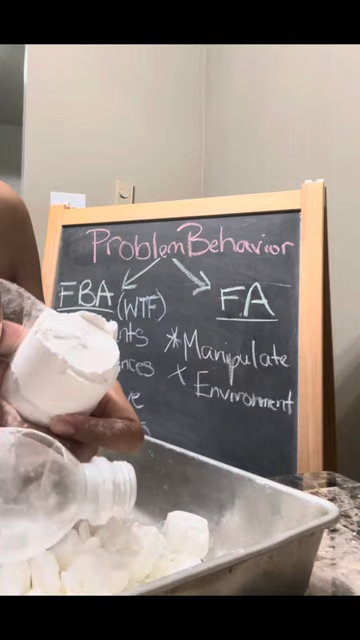 Problem Behavior
FBA (WTF)
FA
*Manipulate
Environment